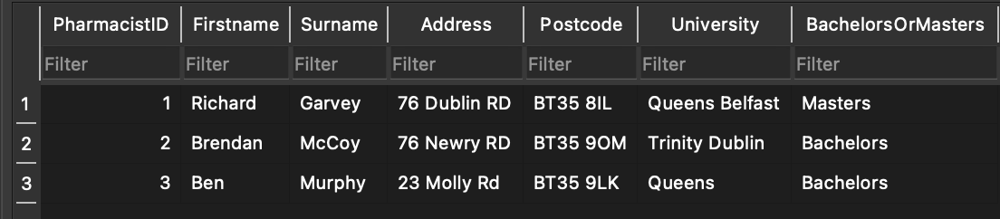 PharmacistID Firstname Surname Address Postcode University BachelorsOrMasters
Filter Filter Filter Filter Filter Filter Filter
1 1 Richard Garvey 76 Dublin RD BT35 8IL Queens Belfast Masters
2 2 Brendan McCoy 76 Newry RD BT35 9OM Trinity Dublin Bachelors
3 3 Ben Murphy 23 Molly Rd BT35 9LK Queens Bachelors